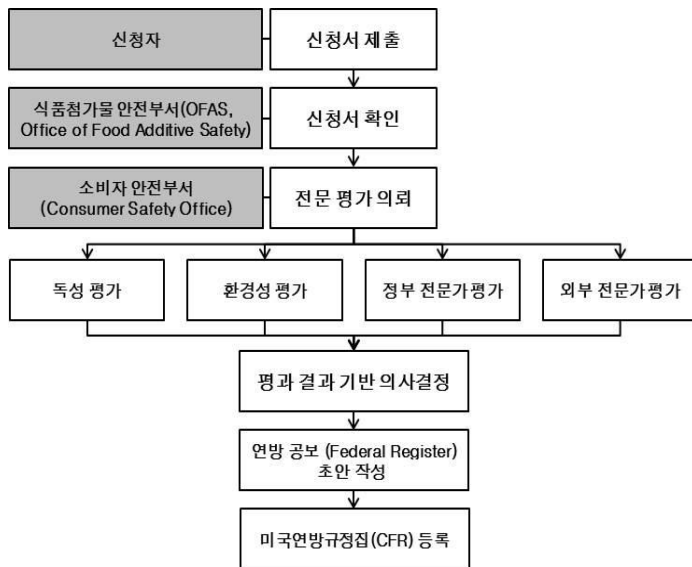 신청자
신청서 제출
식품첨가물 안전부서(OFAS,
Office of Food Additive Safety)
신청서 확인
소비자 안전부서
(Consumer Safety Office)
전문 평가 의뢰
독성 평가
환경성 평가
정부 전문가 평가
외부 전문가 평가
평과 결과 기반 의사결정
연방 공보 (Federal Register)
초안 작성
미국연방규정집(CFR) 등록